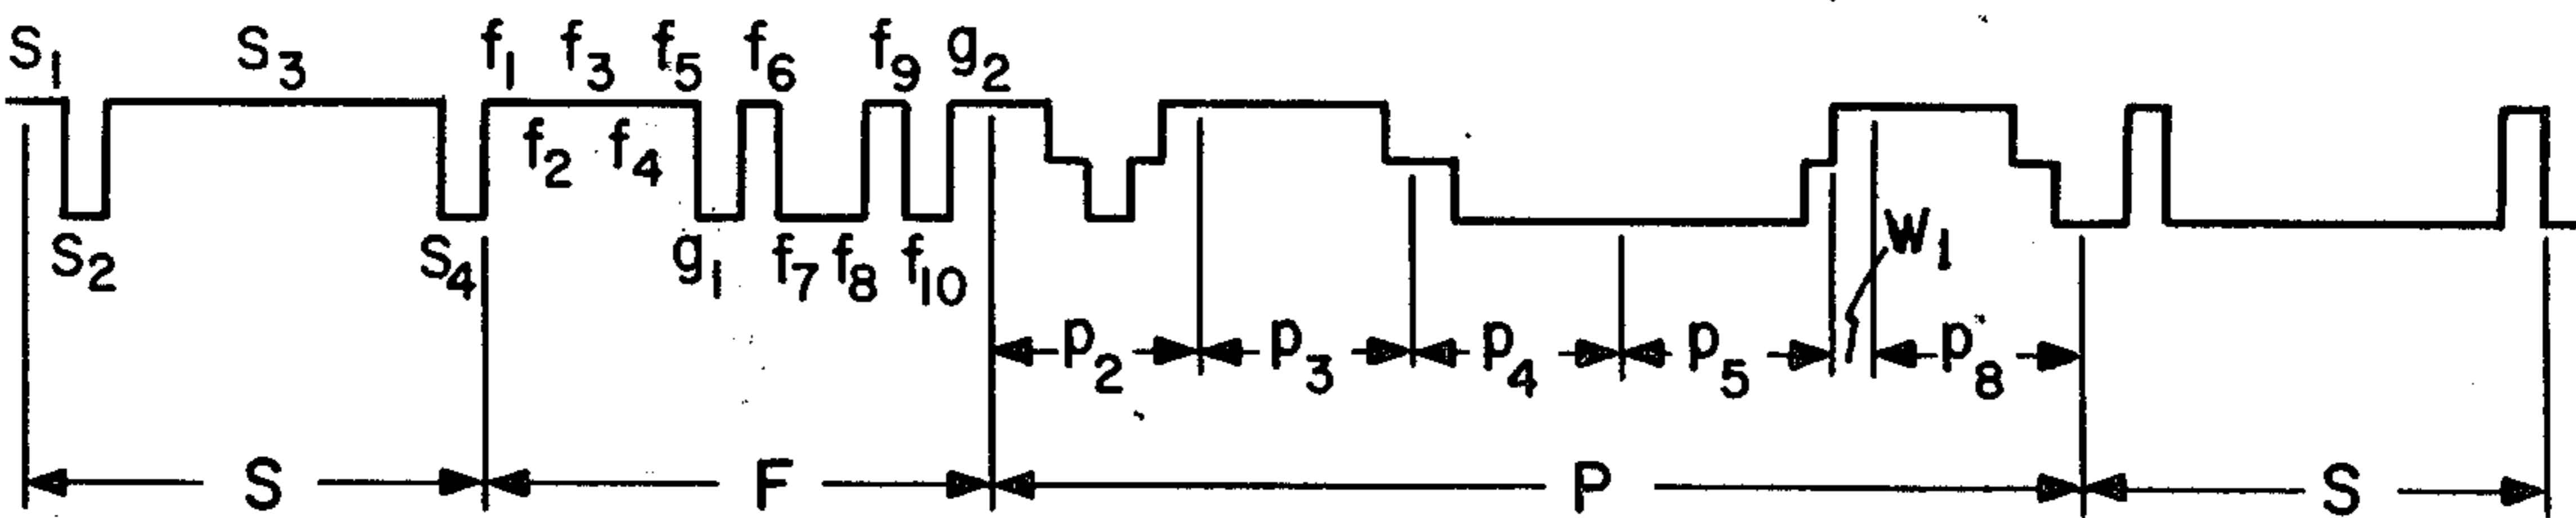 S₁ S₃ f₁ f₃ f₅ f₆ f₉ g₂
f₂ f₄
S₂ S₄ g₁ f₇ f₈ f₁₀ W₁
p₂ p₃ p₄ p₅ p₈
S F P S